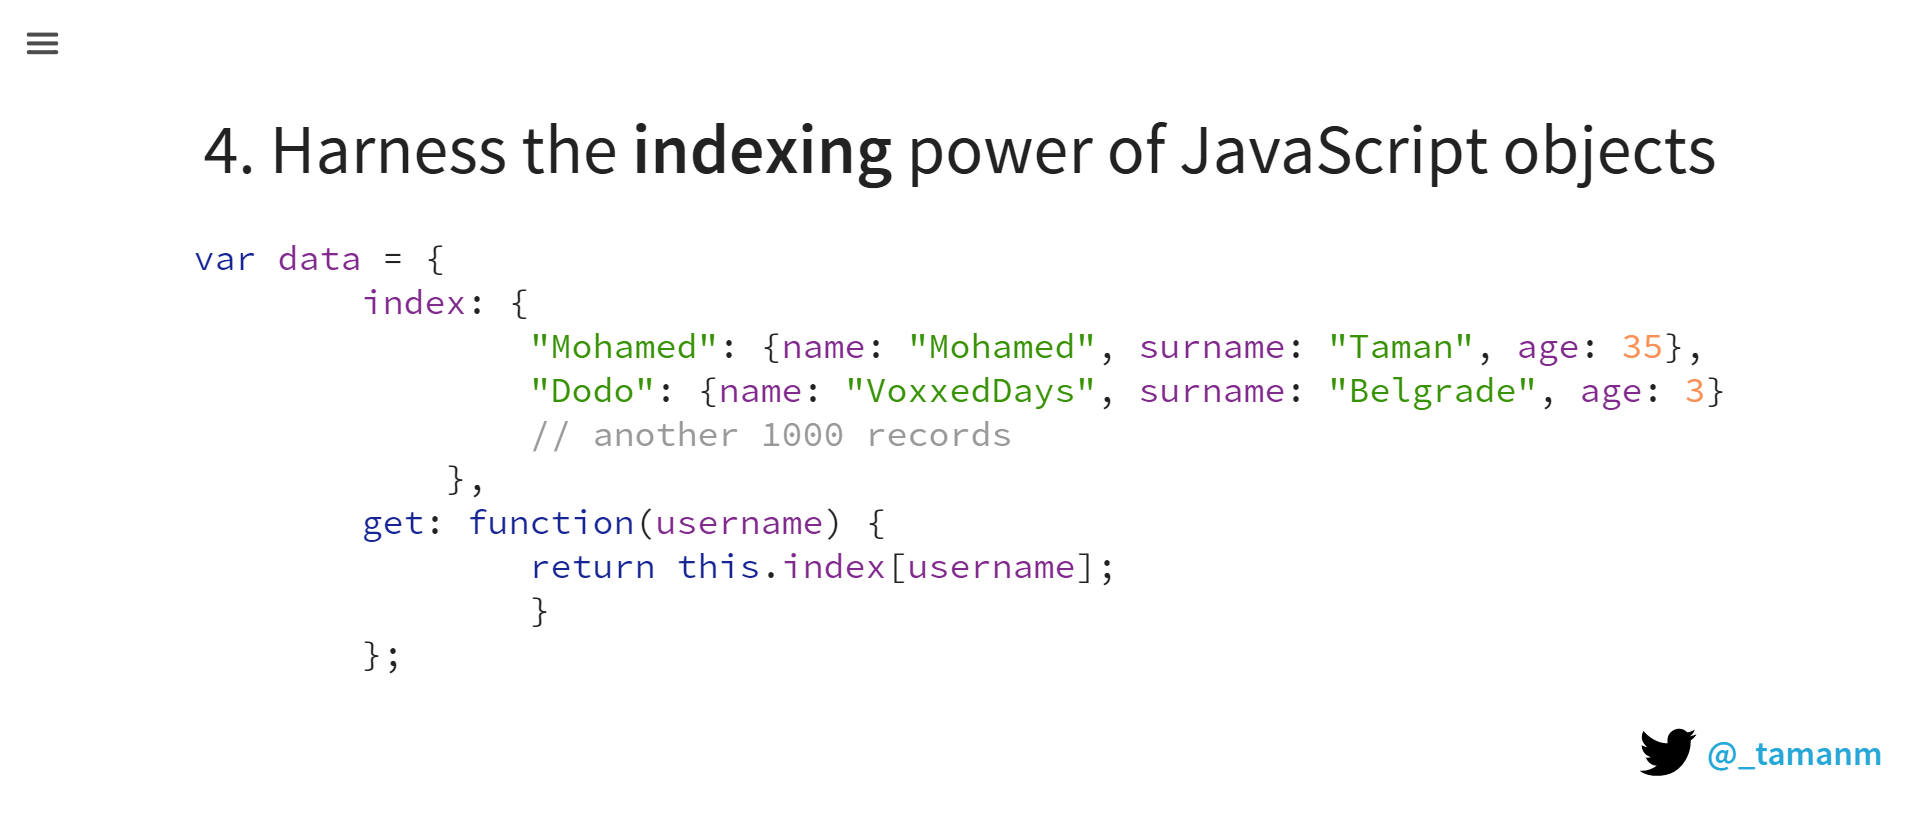 4. Harness the indexing power of JavaScript objects
var data = {
        index: {
                "Mohamed": {name: "Mohamed", surname: "Taman", age: 35},
                "Dodo": {name: "VoxxedDays", surname: "Belgrade", age: 3}
                // another 1000 records
            },
        get: function(username) {
                return this.index[username];
                }
        };
@_tamanm